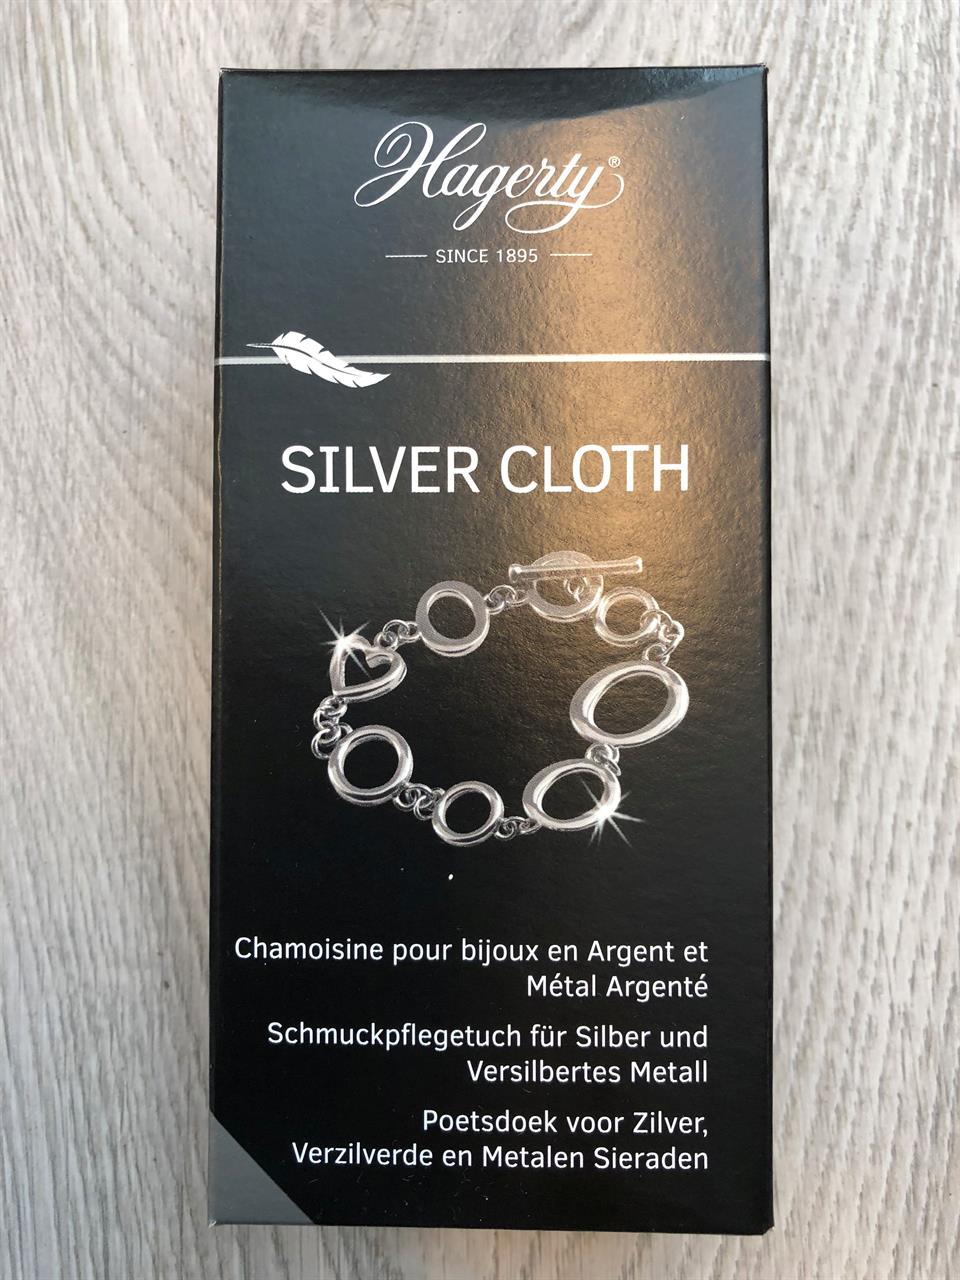 Hagerty®
SINCE 1895
SILVER CLOTH
Chamoisine pour bijoux en Argent et
Métal Argenté
Schmuckpflegetuch für Silber und
Versilbertes Metall
Poetsdoek voor Zilver,
Verzilverde en Metalen Sieraden